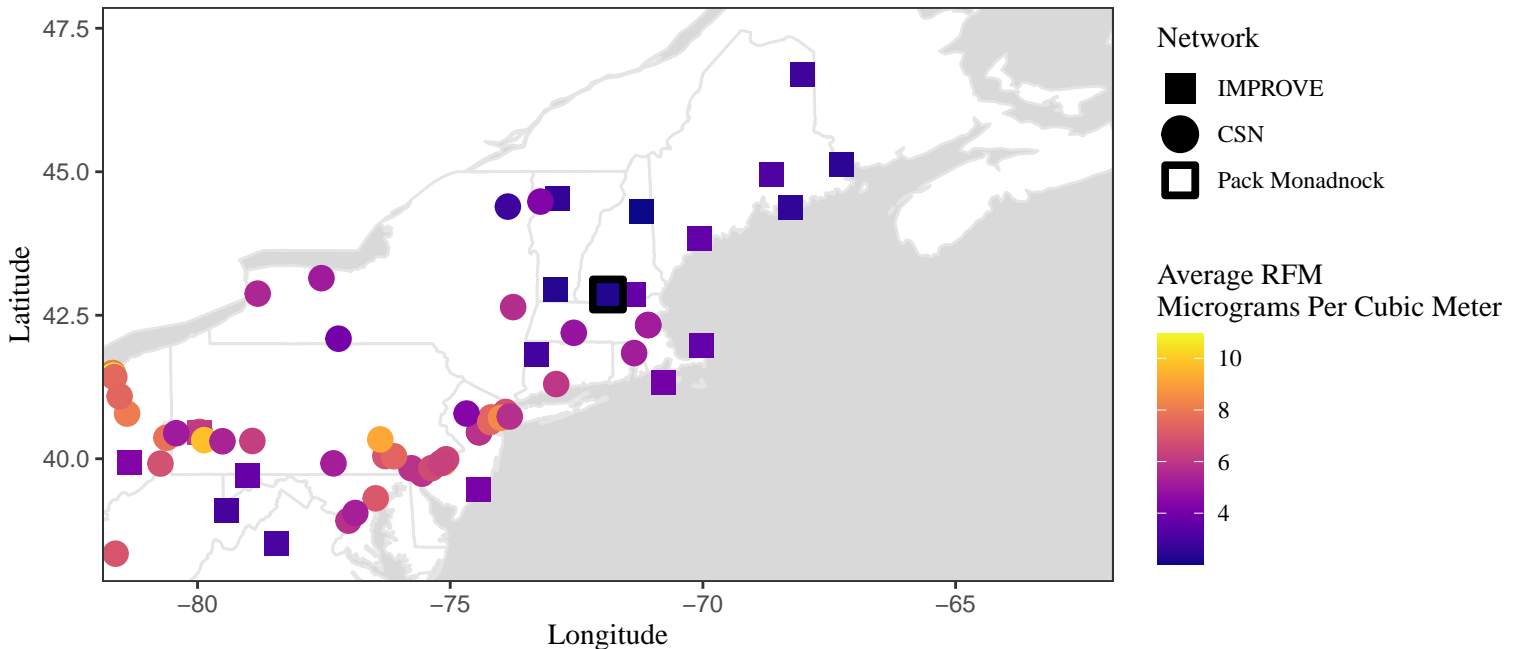 47.5
45.0
42.5
40.0
Latitude
−80
−75
−70
−65
Longitude
Network
IMPROVE
CSN
Pack Monadnock
Average RFM
Micrograms Per Cubic Meter
10
8
6
4